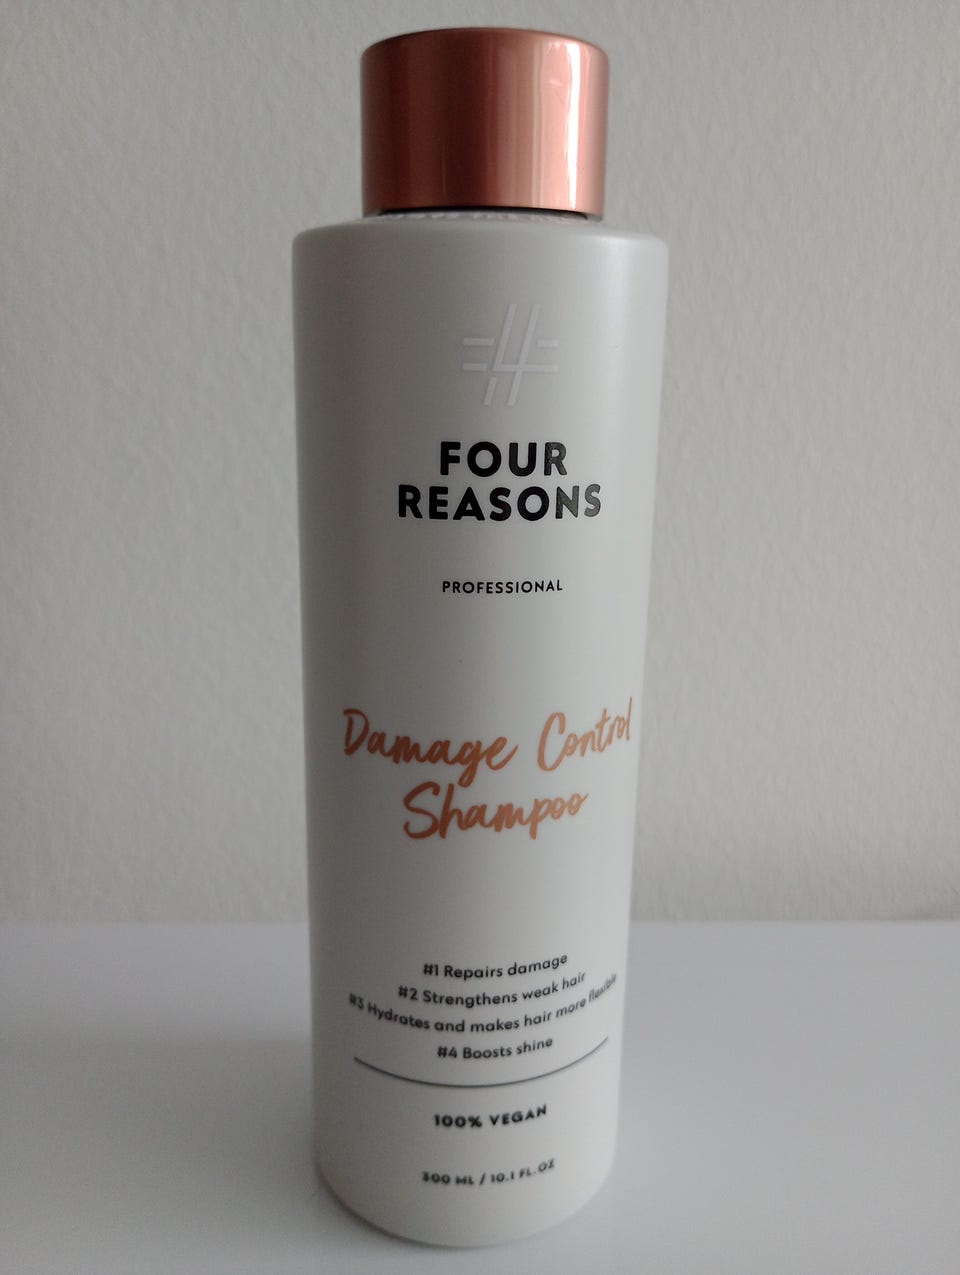 #4
FOUR
REASONS
PROFESSIONAL
Damage Control
Shampoo
#1 Repairs damage
#2 Strengthens weak hair
#3 Hydrates and makes hair more flexible
#4 Boosts shine
100% VEGAN
300 ML / 10.1 FL.OZ